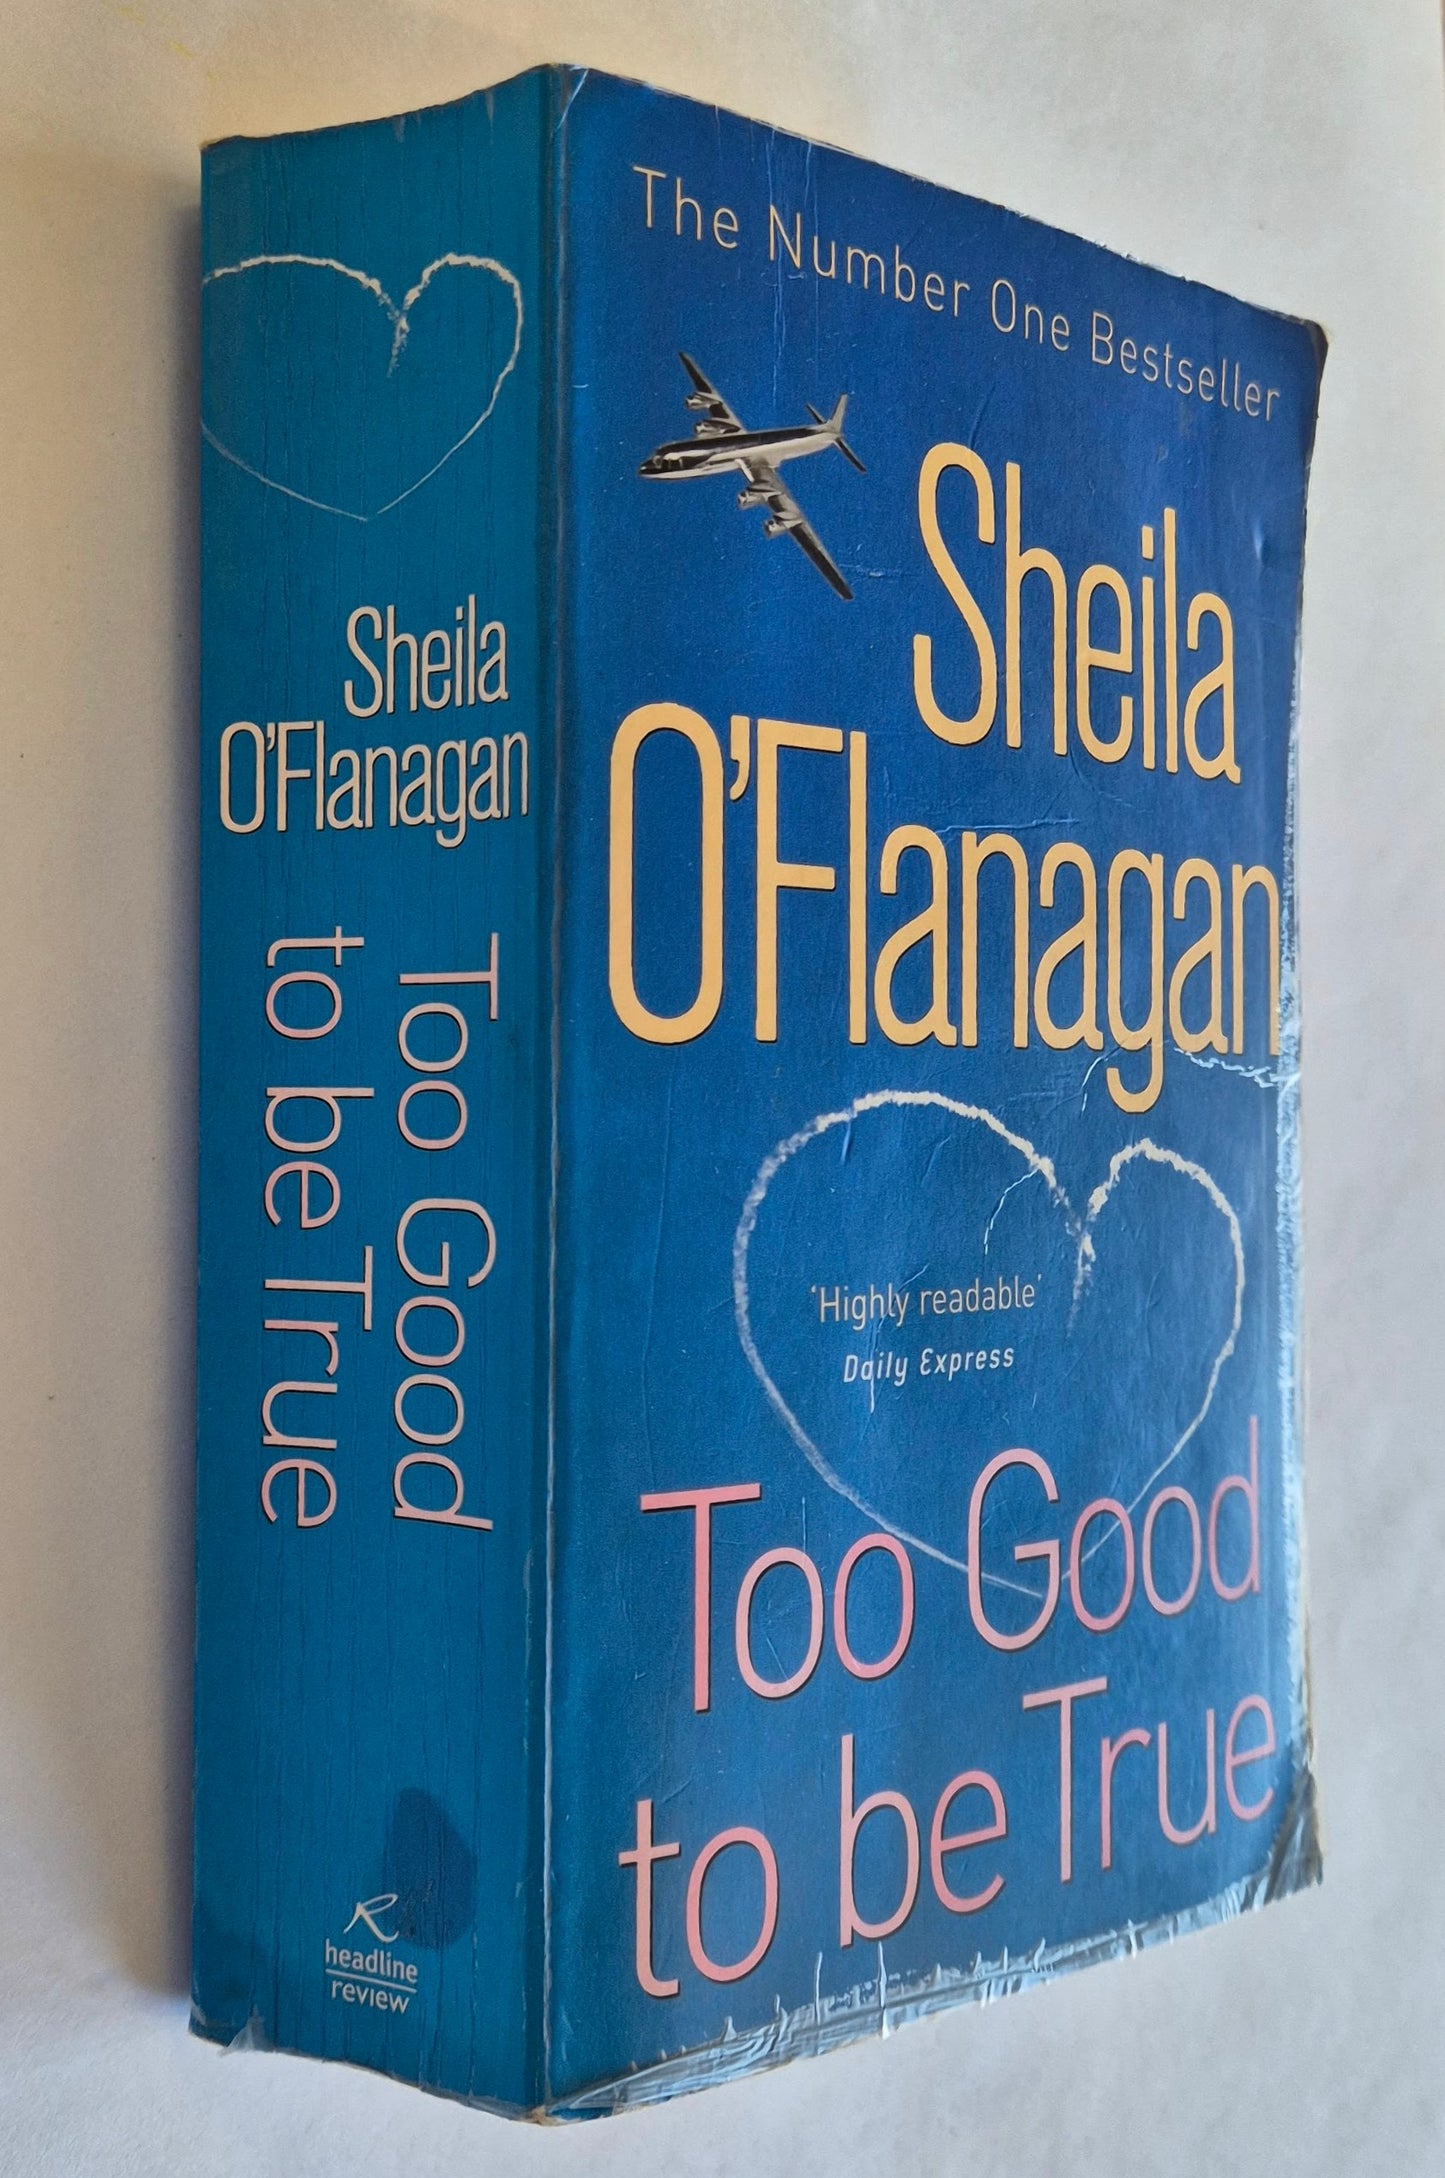 Sheila
O'Flanagan
Too Good
to be True
R
headline
review
The Number One Bestseller
Sheila
O'Flanagan
'Highly readable'
Daily Express
Too Good
to be True